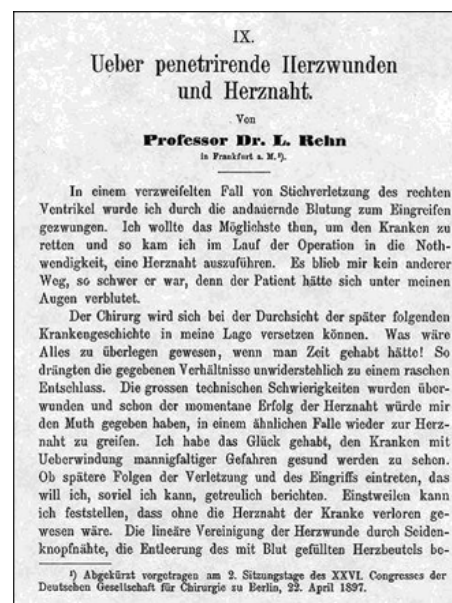 IX.
Ueber penetrirende Herzwunden
und Herznaht.
Von
Professor Dr. L. Rehn
in Frankfort a. M.¹).
In einem verzweifelten Fall von Stichverletzung des rechten
Ventrikel wurde ich durch die andauernde Blutung zum Eingreifen
gezwungen. Ich wollte das Möglichste thun, um den Kranken zu
retten und so kam ich im Lauf der Operation in die Noth-
wendigkeit, eine Herznaht auszuführen. Es blieb mir kein anderer
Weg, so schwer er war, denn der Patient hätte sich unter meinen
Augen verblutet.
Der Chirurg wird sich bei der Durchsicht der später folgenden
Krankengeschichte in meine Lage versetzen können. Was wäre
Alles zu überlegen gewesen, wenn man Zeit gehabt hätte! So
drängten die gegebenen Verhältnisse unwiderstehlich zu einem raschen
Entschluss. Die grossen technischen Schwierigkeiten wurden über-
wunden und schon der momentane Erfolg der Herznaht würde mir
den Muth gegeben haben, in einem ähnlichen Falle wieder zur Herz-
naht zu greifen. Ich habe das Glück gehabt, den Kranken mit
Ueberwindung mannigfaltiger Gefahren gesund werden zu sehen.
Ob spätere Folgen der Verletzung und des Eingriffs eintreten, das
will ich, soviel ich kann, getreulich berichten. Einstweilen kann
ich feststellen, dass ohne die Herznaht der Kranke verloren ge-
wesen wäre. Die lineäre Vereinigung der Herzwunde durch Seiden-
knopfnähte, die Entleerung des mit Blut gefüllten Herzbeutels be-
¹) Abgekürzt vorgetragen am 2. Sitzungstage des XXVI. Congresses der
Deutschen Gesellschaft für Chirurgie zu Berlin, 22. April 1897.